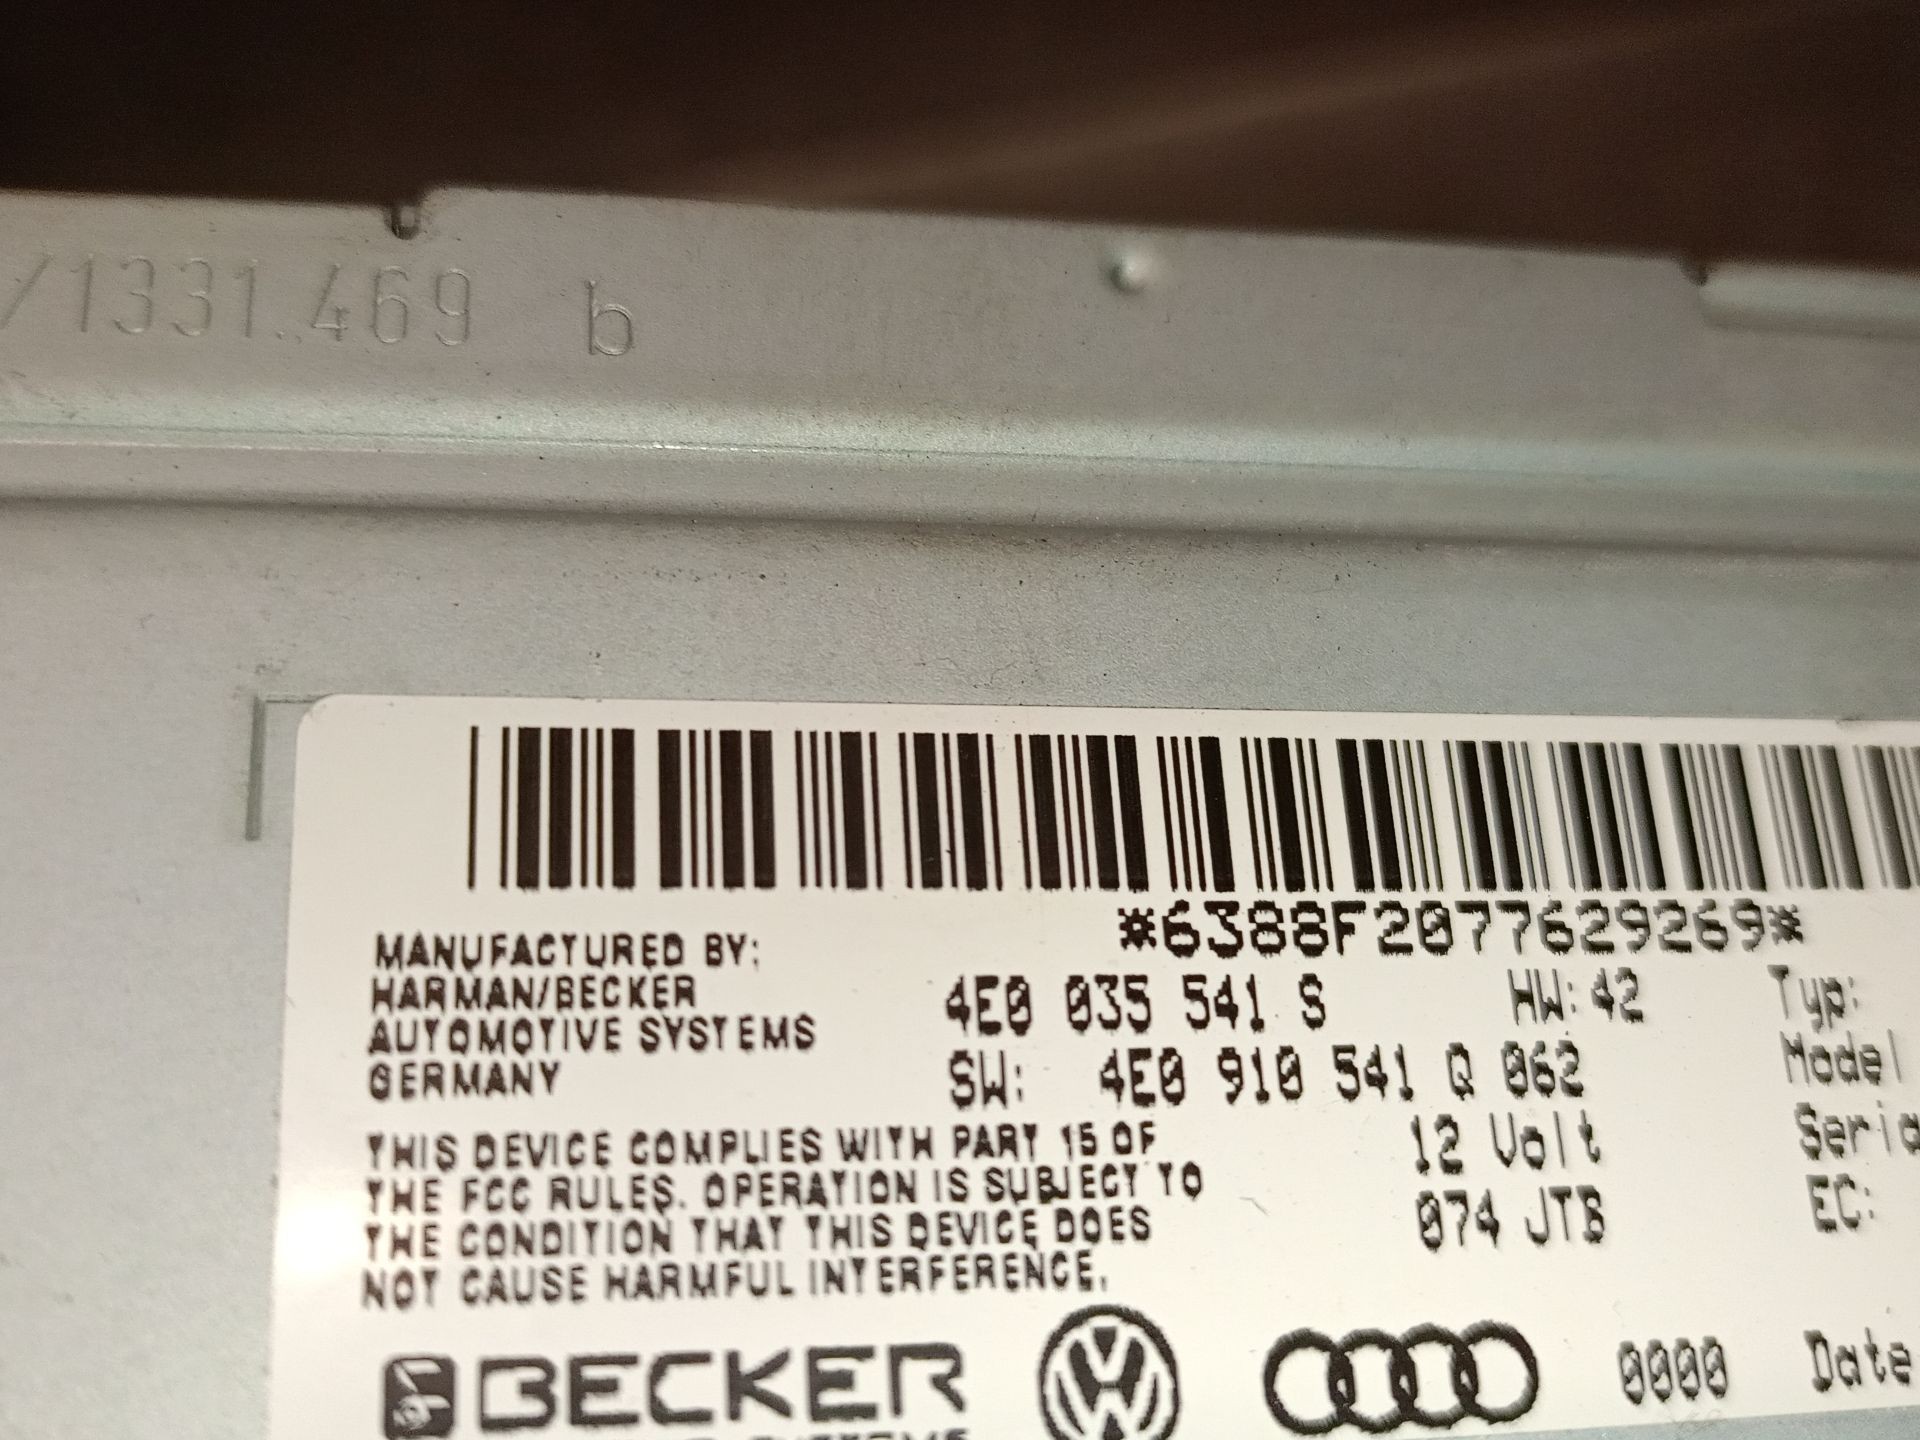 /1331.469 b
*6388F2077629269*
MANUFACTURED BY:
HARMAN/BECKER
AUTOMOTIVE SYSTEMS
GERMANY
4E0 035 541 S HW: 42 Typ:
SW: 4E0 910 541 Q 062 Model
12 Volt Seria
074 JTB EC:
THIS DEVICE COMPLIES WITH PART 15 OF
THE FCC RULES. OPERATION IS SUBJECT TO
THE CONDITION THAT THIS DEVICE DOES
NOT CAUSE HARMFUL INTERFERENCE.
BECKER
0000 Date